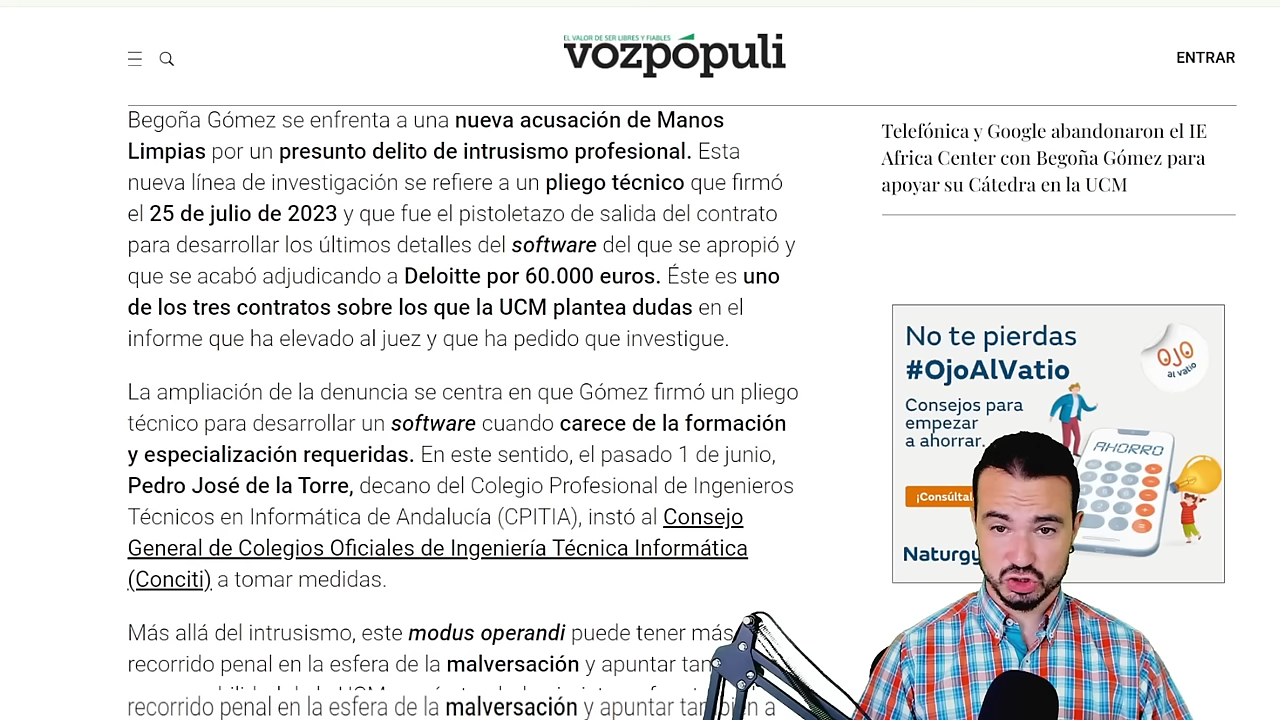 EL VALOR DE SER LIBRES Y FIABLES
vozpópuli
ENTRAR
Begoña Gómez se enfrenta a una nueva acusación de Manos
Limpias por un presunto delito de intrusismo profesional. Esta
nueva línea de investigación se refiere a un pliego técnico que firmó
el 25 de julio de 2023 y que fue el pistoletazo de salida del contrato
para desarrollar los últimos detalles del software del que se apropió y
que se acabó adjudicando a Deloitte por 60.000 euros. Éste es uno
de los tres contratos sobre los que la UCM plantea dudas en el
informe que ha elevado al juez y que ha pedido que investigue.
La ampliación de la denuncia se centra en que Gómez firmó un pliego
técnico para desarrollar un software cuando carece de la formación
y especialización requeridas. En este sentido, el pasado 1 de junio,
Pedro José de la Torre, decano del Colegio Profesional de Ingenieros
Técnicos en Informática de Andalucía (CPITIA), instó al Consejo
General de Colegios Oficiales de Ingeniería Técnica Informática
(Conciti) a tomar medidas.
Más allá del intrusismo, este modus operandi puede tener más
recorrido penal en la esfera de la malversación y apuntar
recorrido penal en la esfera de la malversación y apuntar también a
Telefónica y Google abandonaron el IE
Africa Center con Begoña Gómez para
apoyar su Cátedra en la UCM
No te pierdas
#OjoAlVatio
OJO
al vatio
Consejos para
empezar
a ahorrar.
AHORRO
Naturgy